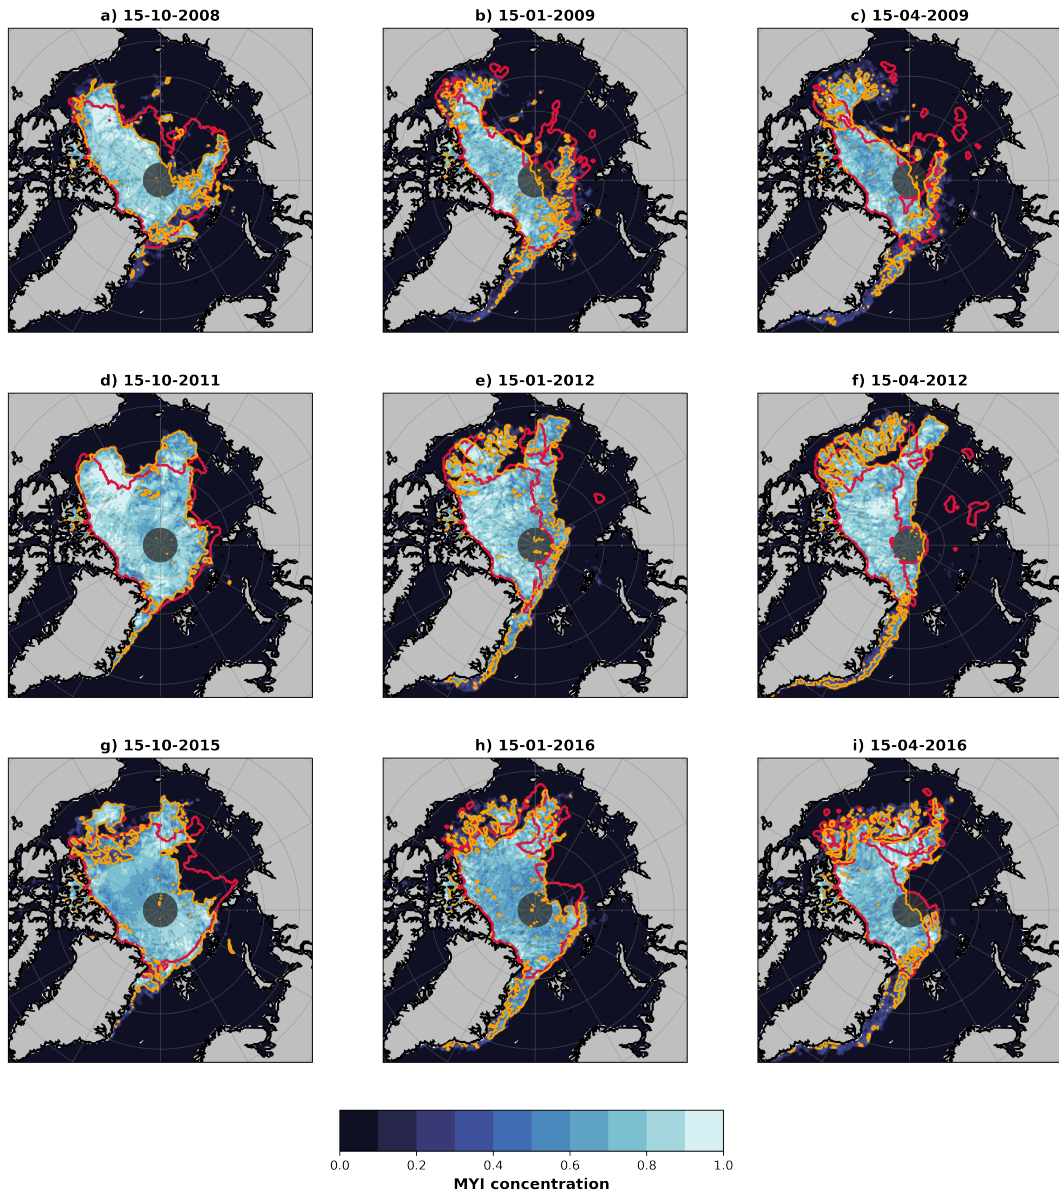 a) 15-10-2008
b) 15-01-2009
c) 15-04-2009
d) 15-10-2011
e) 15-01-2012
f) 15-04-2012
g) 15-10-2015
h) 15-01-2016
i) 15-04-2016
0.0 0.2 0.4 0.6 0.8 1.0
MYI concentration